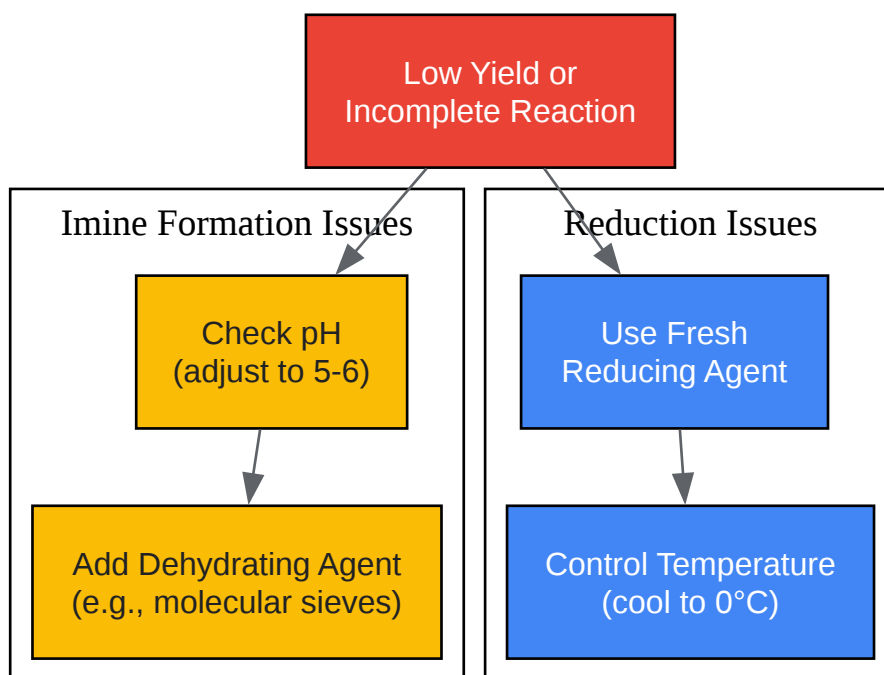 Low Yield or
Incomplete Reaction
Imine Formation Issues
Check pH
(adjust to 5-6)
Add Dehydrating Agent
(e.g., molecular sieves)
Reduction Issues
Use Fresh
Reducing Agent
Control Temperature
(cool to 0°C)